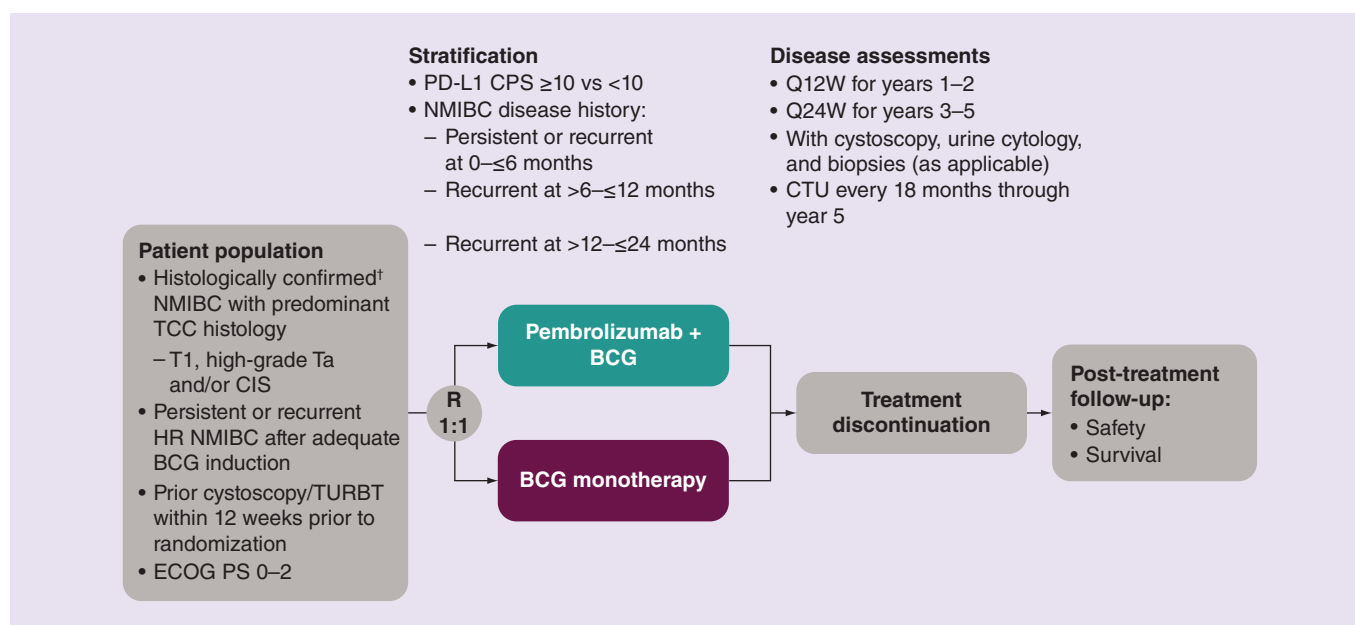 Stratification
• PD-L1 CPS ≥10 vs <10
• NMIBC disease history:
– Persistent or recurrent
at 0–≤6 months
– Recurrent at >6–≤12 months
– Recurrent at >12–≤24 months
Disease assessments
• Q12W for years 1–2
• Q24W for years 3–5
• With cystoscopy, urine cytology,
and biopsies (as applicable)
• CTU every 18 months through
year 5
Patient population
• Histologically confirmed†
NMIBC with predominant
TCC histology
– T1, high-grade Ta
and/or CIS
• Persistent or recurrent
HR NMIBC after adequate
BCG induction
• Prior cystoscopy/TURBT
within 12 weeks prior to
randomization
• ECOG PS 0–2
R
1:1
Pembrolizumab +
BCG
BCG monotherapy
Treatment
discontinuation
Post-treatment
follow-up:
• Safety
• Survival